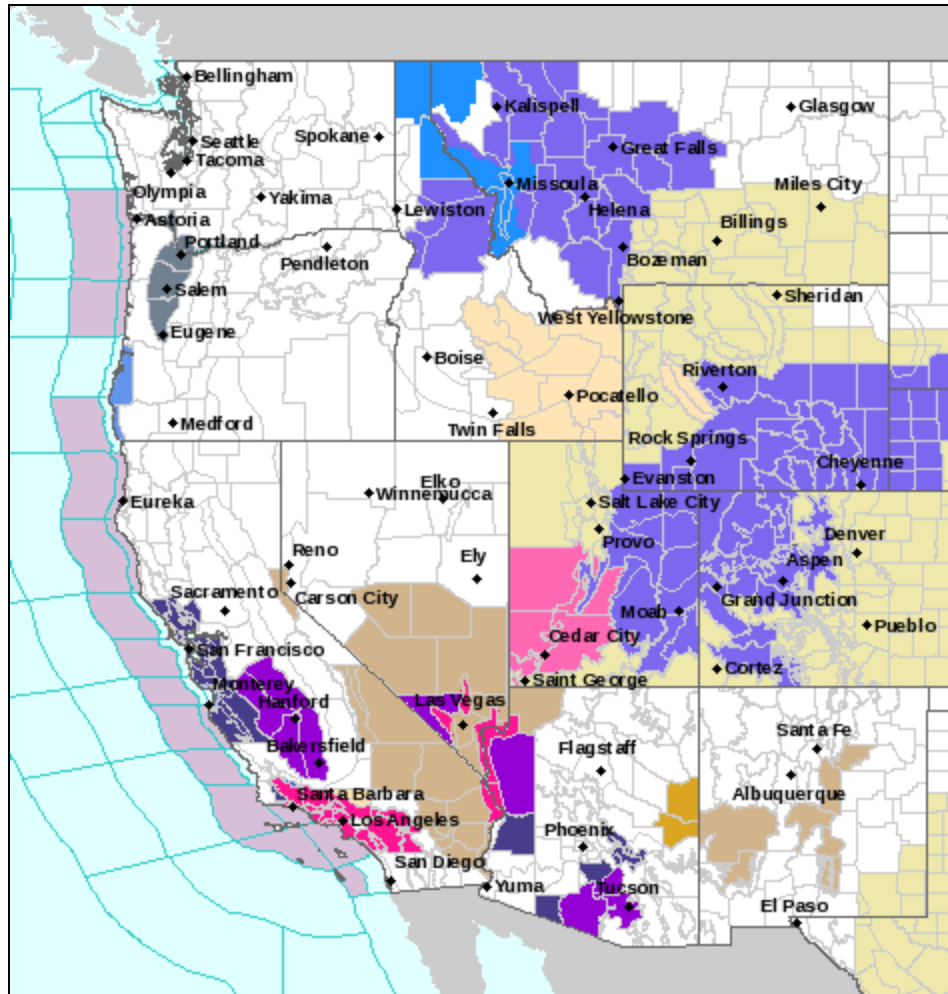 Bellingham
Kalispell
Glasgow
Seattle
Spokane
Great Falls
Tacoma
Missoula
Miles City
Olympia
Yakima
Lewiston
Helena
Astoria
Billings
Portland
Pendleton
Bozeman
Salem
Sheridan
West Yellowstone
Eugene
Boise
Riverton
Pocatello
Medford
Twin Falls
Rock Springs
Cheyenne
Elko
Evanston
Winnemucca
Eureka
Salt Lake City
Denver
Provo
Reno
Ely
Aspen
Sacramento
Carson City
Grand Junction
Moab
Pueblo
Cedar City
San Francisco
Cortez
Saint George
Monterey
Las Vegas
Hanford
Santa Fe
Bakersfield
Flagstaff
Albuquerque
Santa Barbara
Los Angeles
Phoenix
San Diego
Yuma
Tucson
El Paso